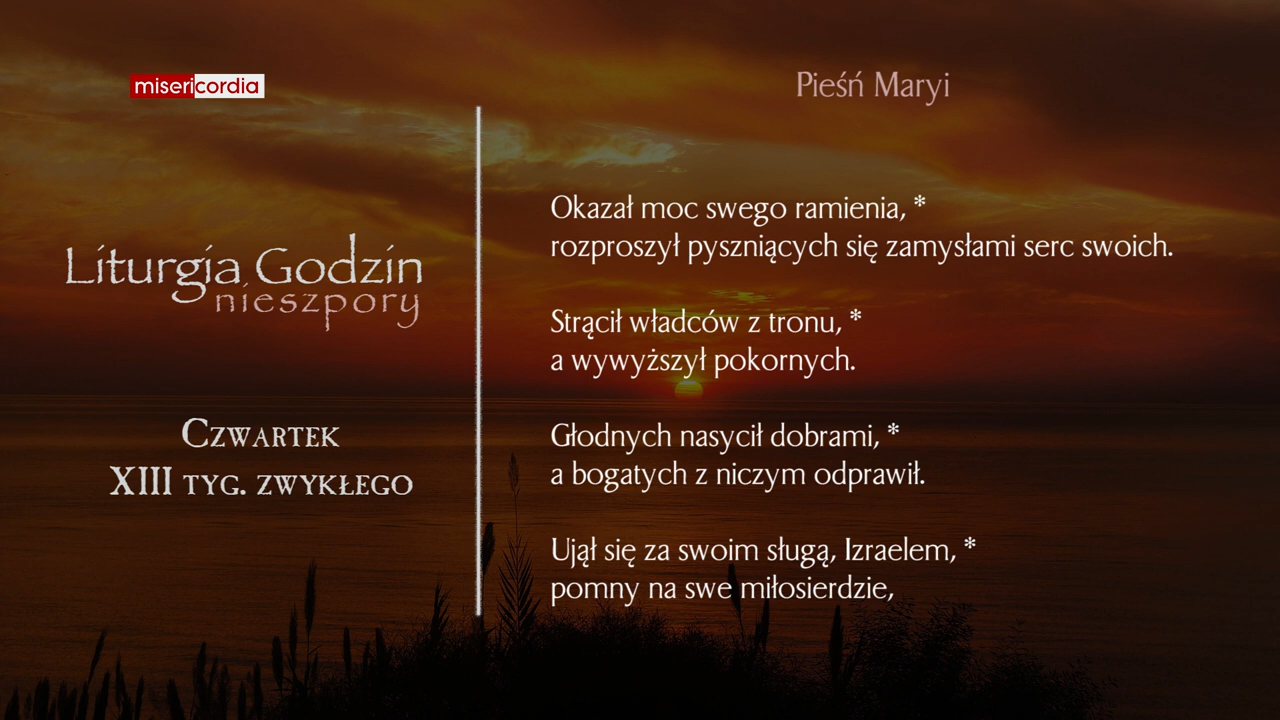 misericordia
Liturgia Godzin
nieszpory
Czwartek
XIII tyg. zwykłego
Pieśń Maryi
Okazał moc swego ramienia, *
rozproszył pyszniących się zamysłami serc swoich.
Strącił władców z tronu, *
a wywyższył pokornych.
Głodnych nasycił dobrami, *
a bogatych z niczym odprawił.
Ujął się za swoim sługą, Izraelem, *
pomny na swe miłosierdzie,